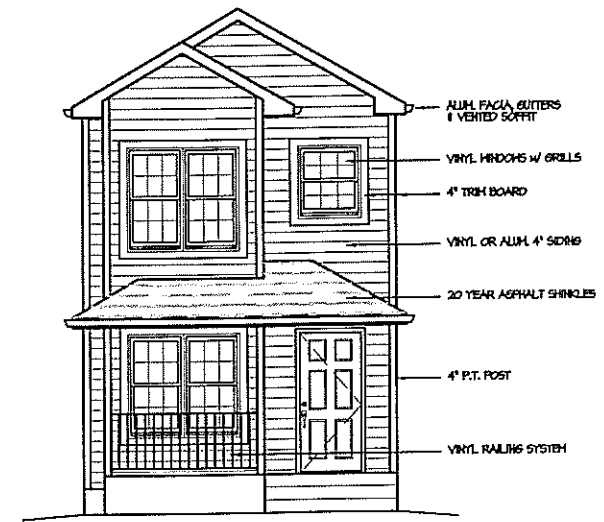 ALUM. FACIA, GUTTERS
& VENTED SOFFIT
VINYL WINDOWS W/ GRILLS
4" TRIM BOARD
VINYL OR ALUM. 4" SIDING
20 YEAR ASPHALT SHINGLES
4" P.T. POST
VINYL RAILING SYSTEM